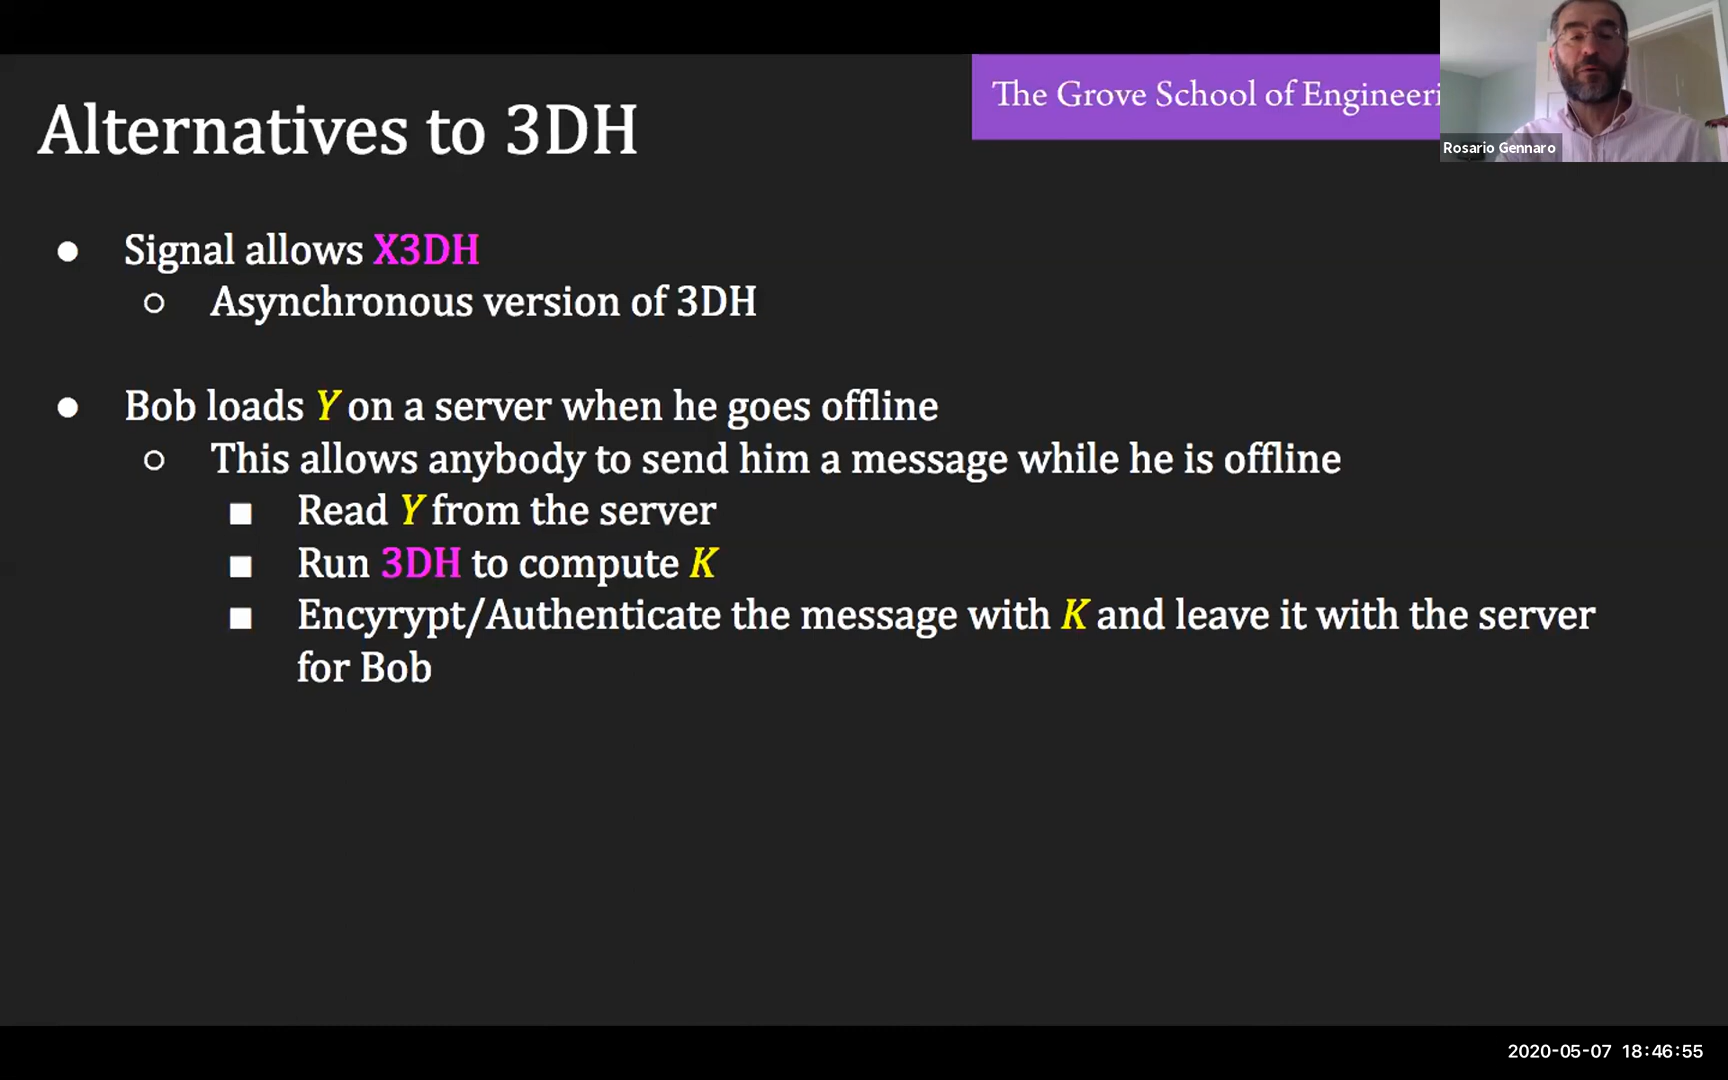 The Grove School of Engineeri
Alternatives to 3DH
Rosario Gennaro
● Signal allows X3DH
○ Asynchronous version of 3DH
● Bob loads Y on a server when he goes offline
○ This allows anybody to send him a message while he is offline
■ Read Y from the server
■ Run 3DH to compute K
■ Encyrypt/Authenticate the message with K and leave it with the server
for Bob
2020-05-07 18:46:55